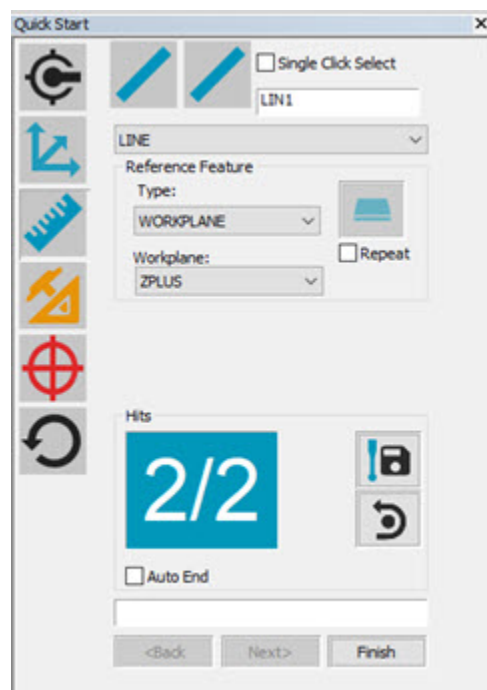 Quick Start
Single Click Select
LIN1
LINE
Reference Feature
Type:
WORKPLANE
Repeat
Workplane:
ZPLUS
Hits
2/2
Auto End
<Back
Next>
Finish